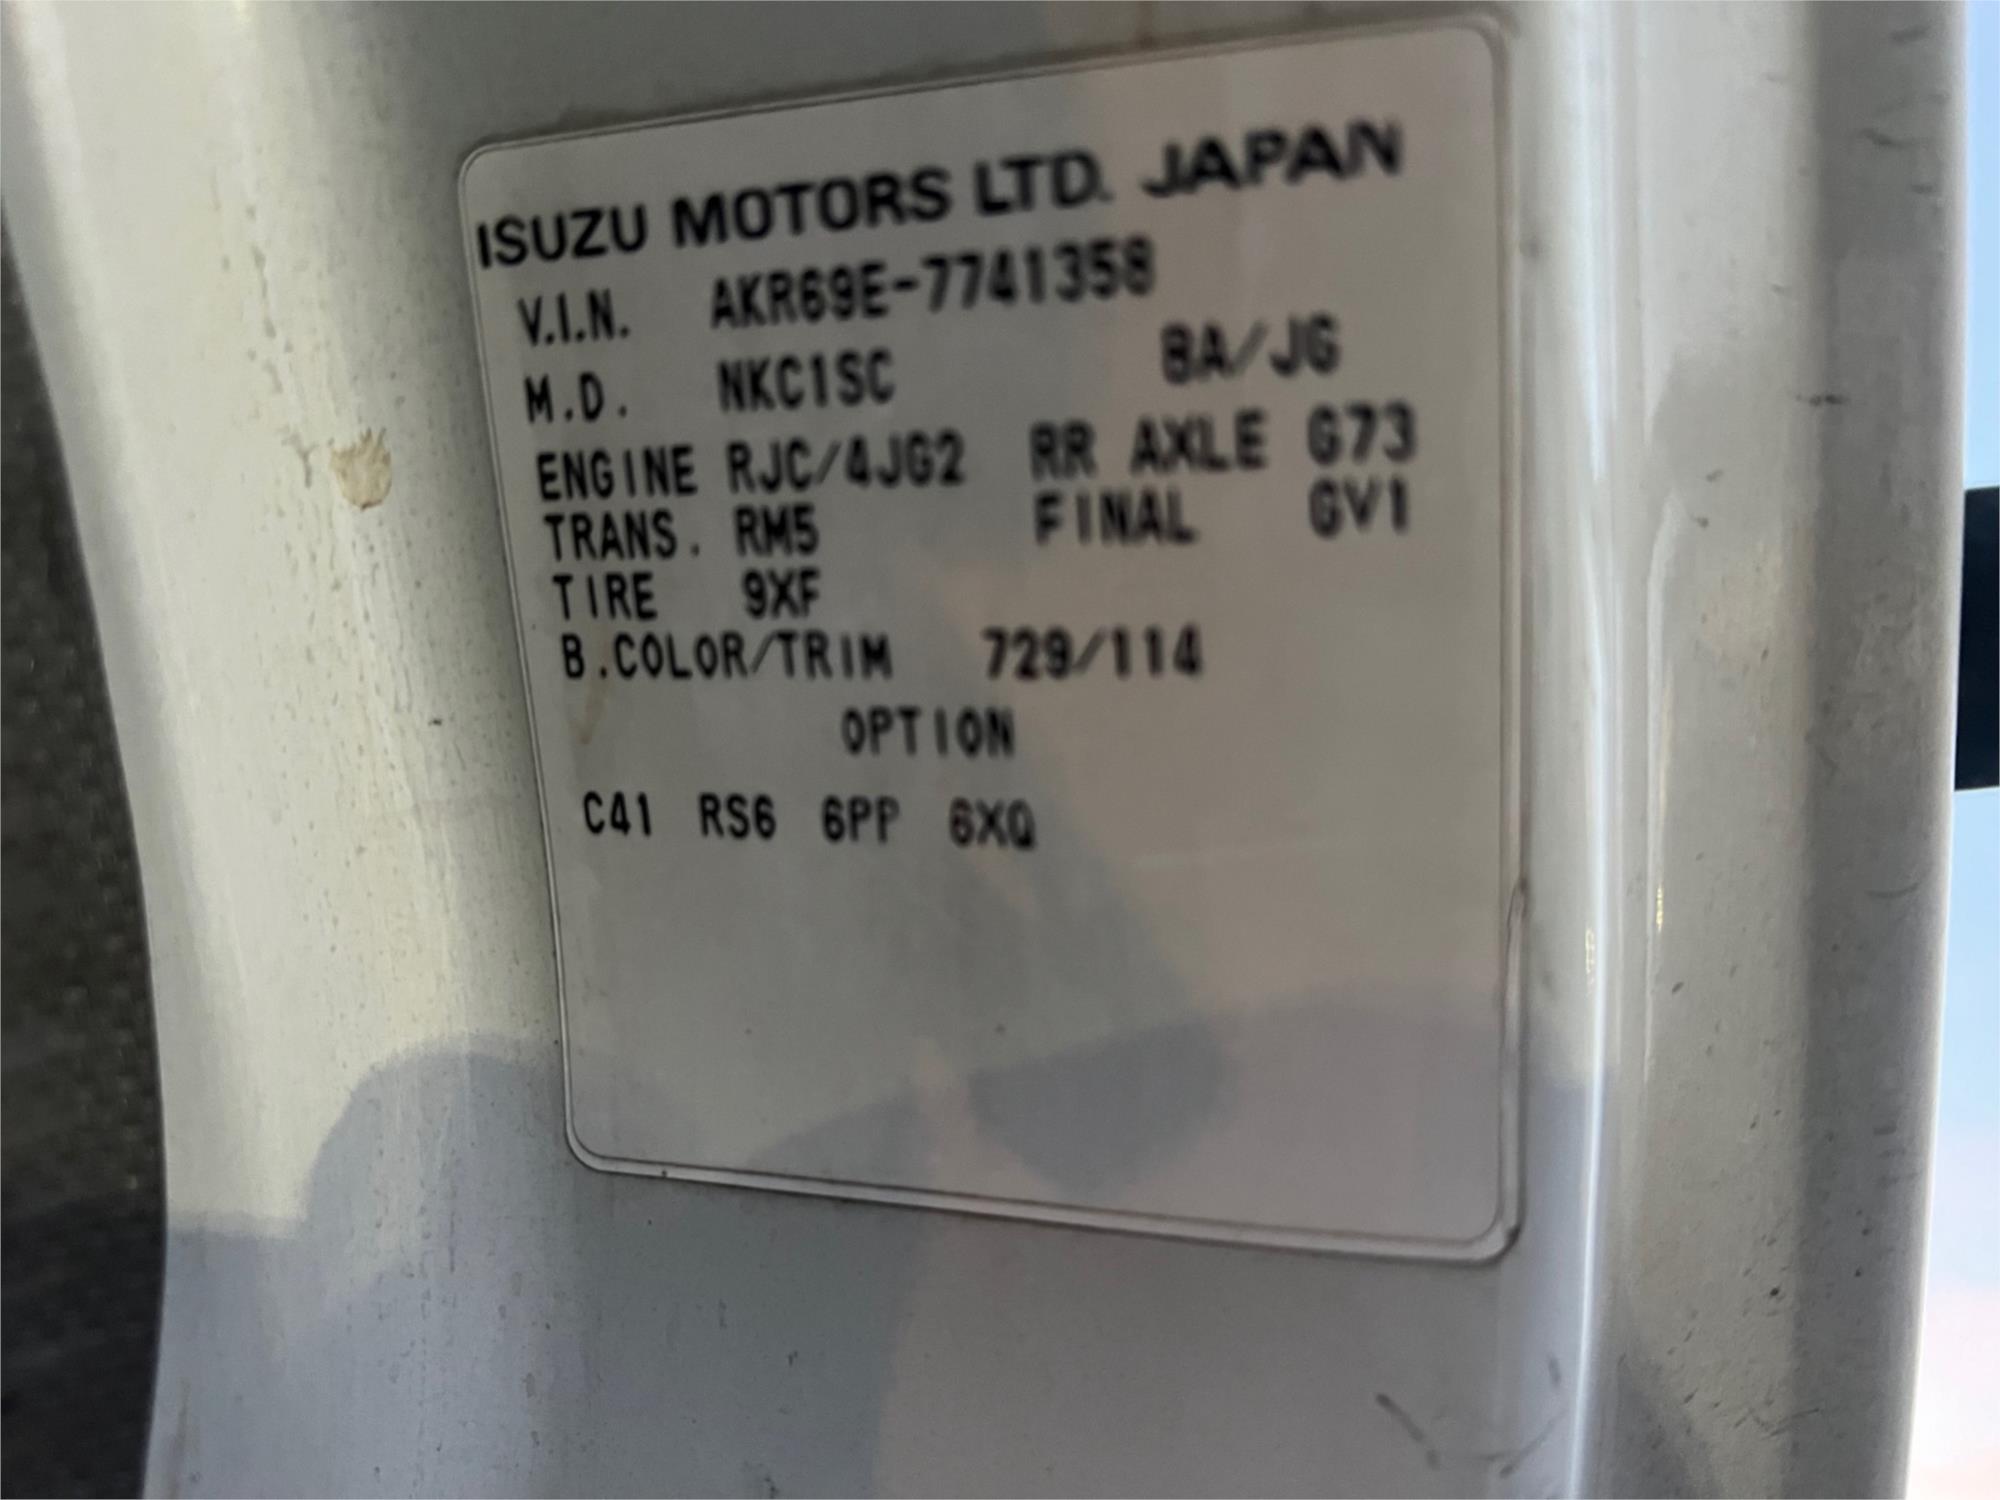 ISUZU MOTORS LTD. JAPAN
V.I.N. AKR69E-7741358
M.D. NKC1SC 8A/JG
ENGINE RJC/4JG2 RR AXLE G73
TRANS. RM5 FINAL GV1
TIRE 9XF
B.COLOR/TRIM 729/114
OPTION
C41 RS6 6PP 6XQ